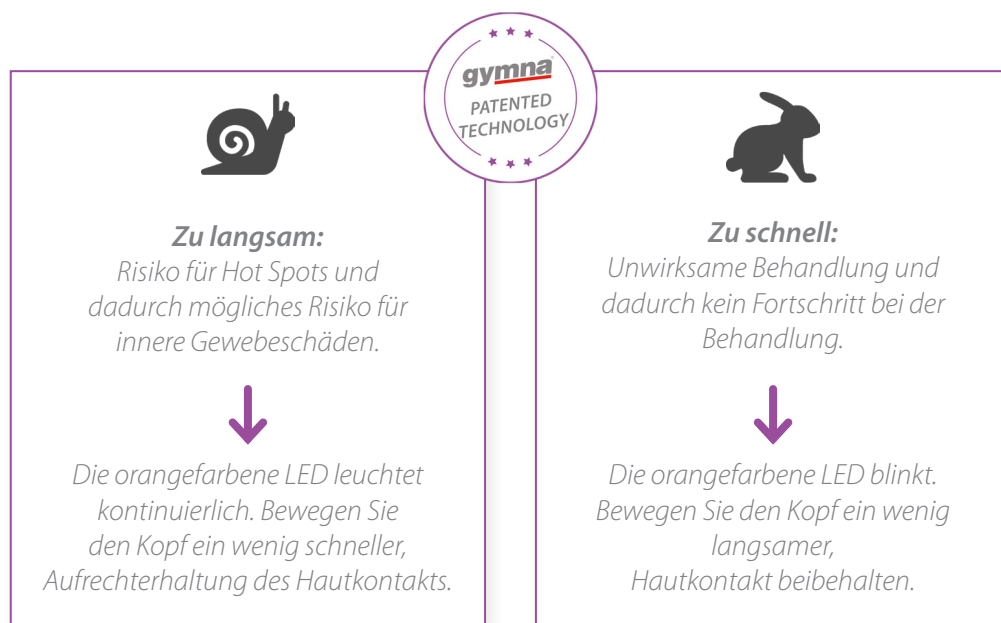 gymna
PATENTED
TECHNOLOGY
Zu langsam:
Risiko für Hot Spots und
dadurch mögliches Risiko für
innere Gewebeschäden.
Die orangefarbene LED leuchtet
kontinuierlich. Bewegen Sie
den Kopf ein wenig schneller,
Aufrechterhaltung des Hautkontakts.
Zu schnell:
Unwirksame Behandlung und
dadurch kein Fortschritt bei der
Behandlung.
Die orangefarbene LED blinkt.
Bewegen Sie den Kopf ein wenig
langsamer,
Hautkontakt beibehalten.